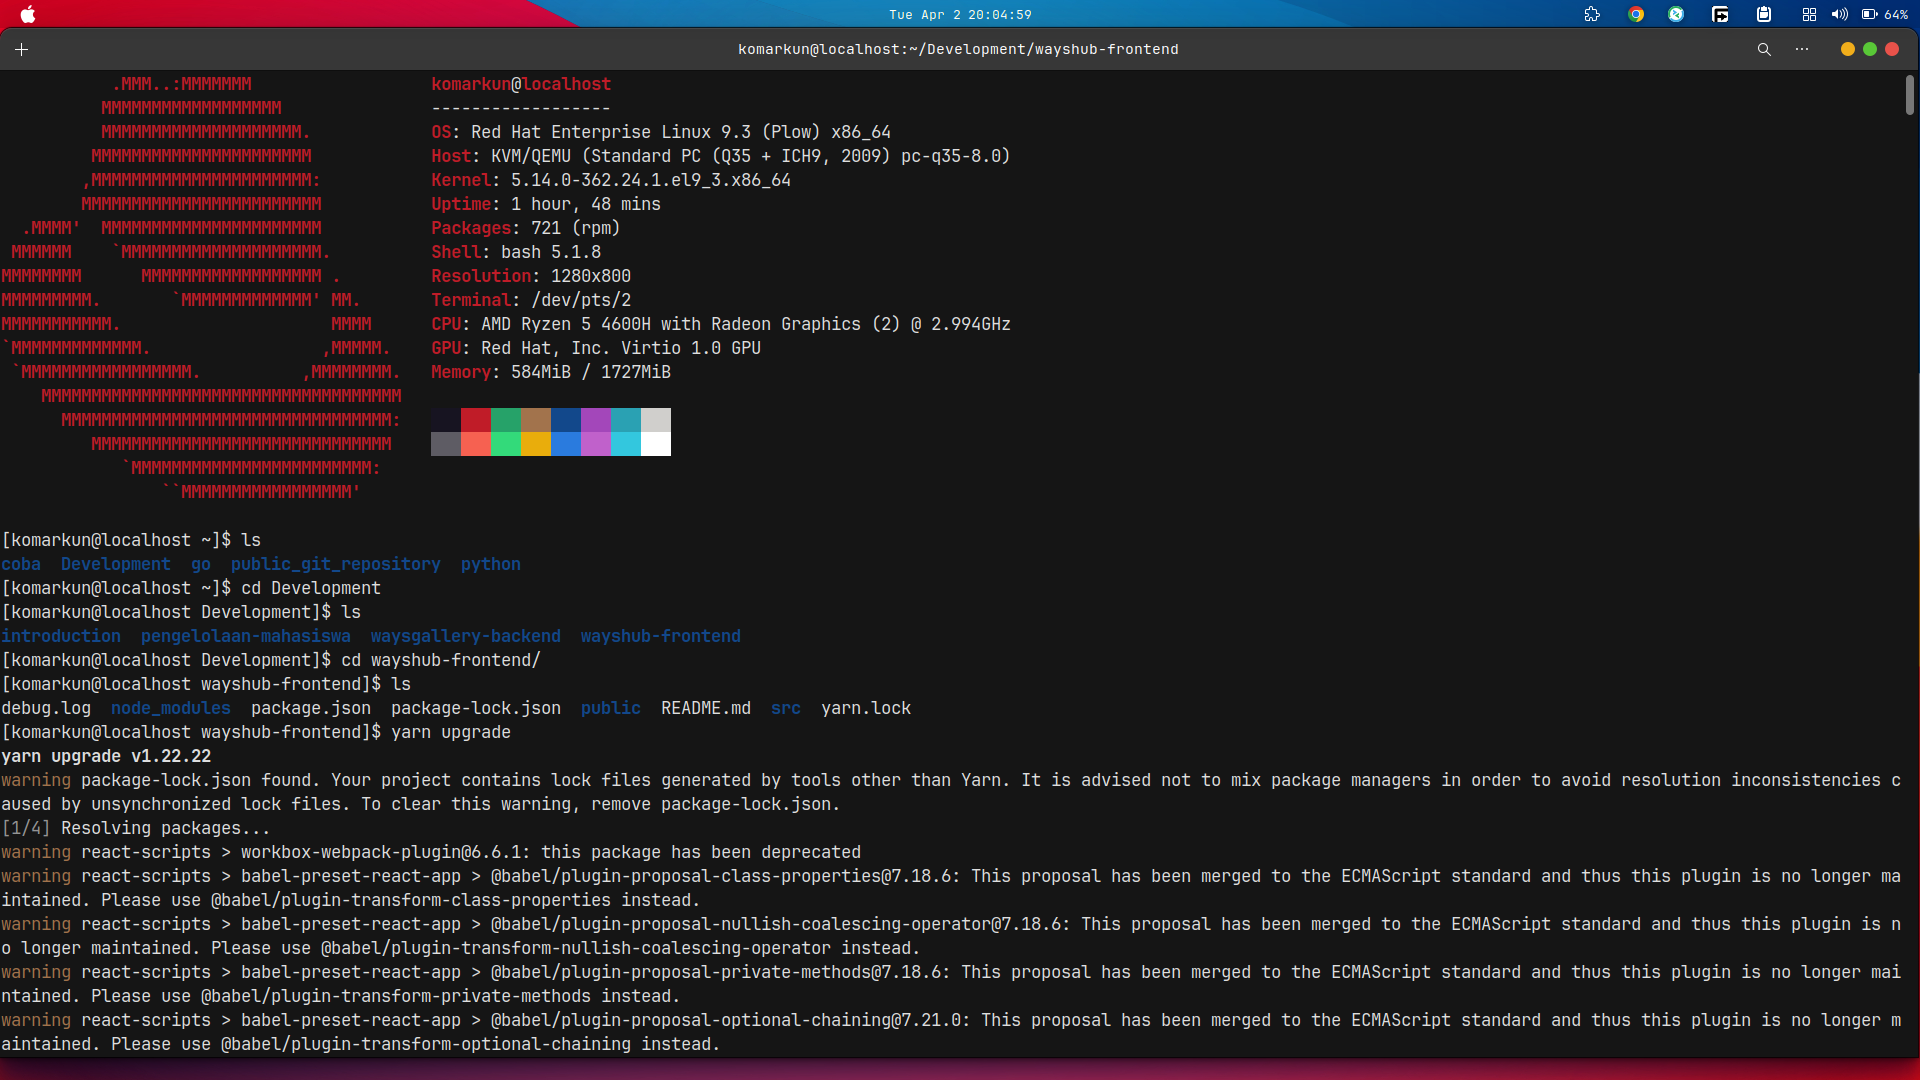 Tue Apr 2 20:04:59
64%
komarkun@localhost:~/Development/wayshub-frontend
.MMM..:MMMMMMM komarkun@localhost
MMMMMMMMMMMMMMMMMM ------------------
MMMMMMMMMMMMMMMMMMMM. OS: Red Hat Enterprise Linux 9.3 (Plow) x86_64
MMMMMMMMMMMMMMMMMMMMMM Host: KVM/QEMU (Standard PC (Q35 + ICH9, 2009) pc-q35-8.0)
,MMMMMMMMMMMMMMMMMMMMMM: Kernel: 5.14.0-362.24.1.el9_3.x86_64
MMMMMMMMMMMMMMMMMMMMMMMM Uptime: 1 hour, 48 mins
.MMMM'  MMMMMMMMMMMMMMMMMMMMMM Packages: 721 (rpm)
MMMMMM    `MMMMMMMMMMMMMMMMMMMM. Shell: bash 5.1.8
MMMMMMMM      MMMMMMMMMMMMMMMMMM . Resolution: 1280x800
MMMMMMMMM.       `MMMMMMMMMMMMM' MM. Terminal: /dev/pts/2
MMMMMMMMMMM.                     MMMM CPU: AMD Ryzen 5 4600H with Radeon Graphics (2) @ 2.994GHz
`MMMMMMMMMMMMM.                 ,MMMMM. GPU: Red Hat, Inc. Virtio 1.0 GPU
`MMMMMMMMMMMMMMMMM.          ,MMMMMMMM. Memory: 584MiB / 1727MiB
MMMMMMMMMMMMMMMMMMMMMMMMMMMMMMMMMMMM
MMMMMMMMMMMMMMMMMMMMMMMMMMMMMMMMM:
MMMMMMMMMMMMMMMMMMMMMMMMMMMMMM
`MMMMMMMMMMMMMMMMMMMMMMMM:
``MMMMMMMMMMMMMMMMM'
[komarkun@localhost ~]$ ls
coba  Development  go  public_git_repository  python
[komarkun@localhost ~]$ cd Development
[komarkun@localhost Development]$ ls
introduction  pengelolaan-mahasiswa  waysgallery-backend  wayshub-frontend
[komarkun@localhost Development]$ cd wayshub-frontend/
[komarkun@localhost wayshub-frontend]$ ls
debug.log  node_modules  package.json  package-lock.json  public  README.md  src  yarn.lock
[komarkun@localhost wayshub-frontend]$ yarn upgrade
yarn upgrade v1.22.22
warning package-lock.json found. Your project contains lock files generated by tools other than Yarn. It is advised not to mix package managers in order to avoid resolution inconsistencies c
aused by unsynchronized lock files. To clear this warning, remove package-lock.json.
[1/4] Resolving packages...
warning react-scripts > workbox-webpack-plugin@6.6.1: this package has been deprecated
warning react-scripts > babel-preset-react-app > @babel/plugin-proposal-class-properties@7.18.6: This proposal has been merged to the ECMAScript standard and thus this plugin is no longer ma
intained. Please use @babel/plugin-transform-class-properties instead.
warning react-scripts > babel-preset-react-app > @babel/plugin-proposal-nullish-coalescing-operator@7.18.6: This proposal has been merged to the ECMAScript standard and thus this plugin is n
o longer maintained. Please use @babel/plugin-transform-nullish-coalescing-operator instead.
warning react-scripts > babel-preset-react-app > @babel/plugin-proposal-private-methods@7.18.6: This proposal has been merged to the ECMAScript standard and thus this plugin is no longer mai
ntained. Please use @babel/plugin-transform-private-methods instead.
warning react-scripts > babel-preset-react-app > @babel/plugin-proposal-optional-chaining@7.21.0: This proposal has been merged to the ECMAScript standard and thus this plugin is no longer m
aintained. Please use @babel/plugin-transform-optional-chaining instead.